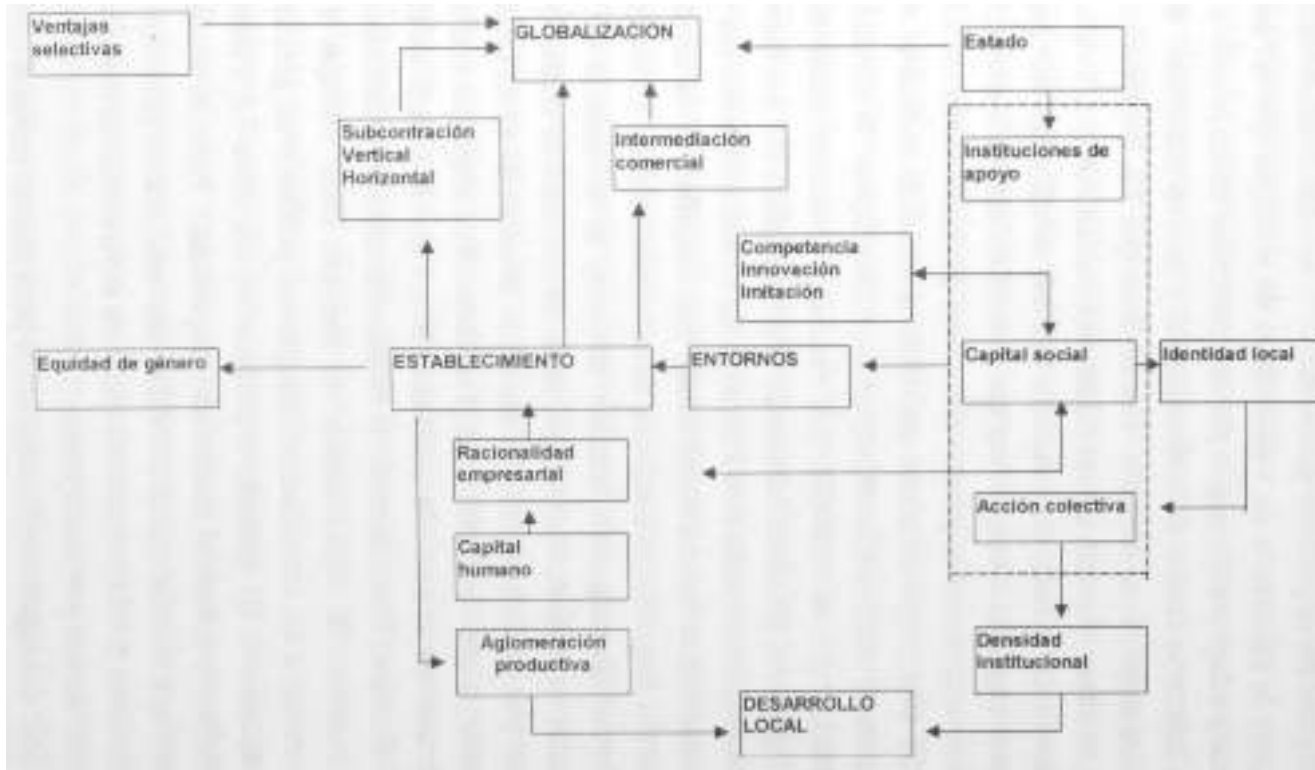 Ventajas
selectivas
GLOBALIZACIÓN
Estado
Subcontración
Vertical
Horizontal
Intermediación
comercial
Instituciones de
apoyo
Competencia
Innovación
Imitación
Equidad de género
ESTABLECIMIENTO
ENTORNOS
Capital social
Identidad local
Racionalidad
empresarial
Acción colectiva
Capital
humano
Aglomeración
productiva
Densidad
institucional
DESARROLLO
LOCAL